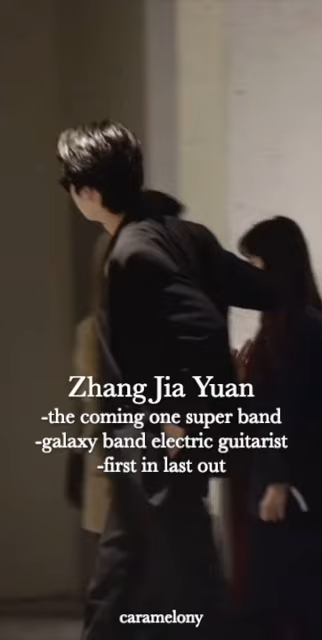 Zhang Jia Yuan
-the coming one super band
-galaxy band electric guitarist
-first in last out
caramelony